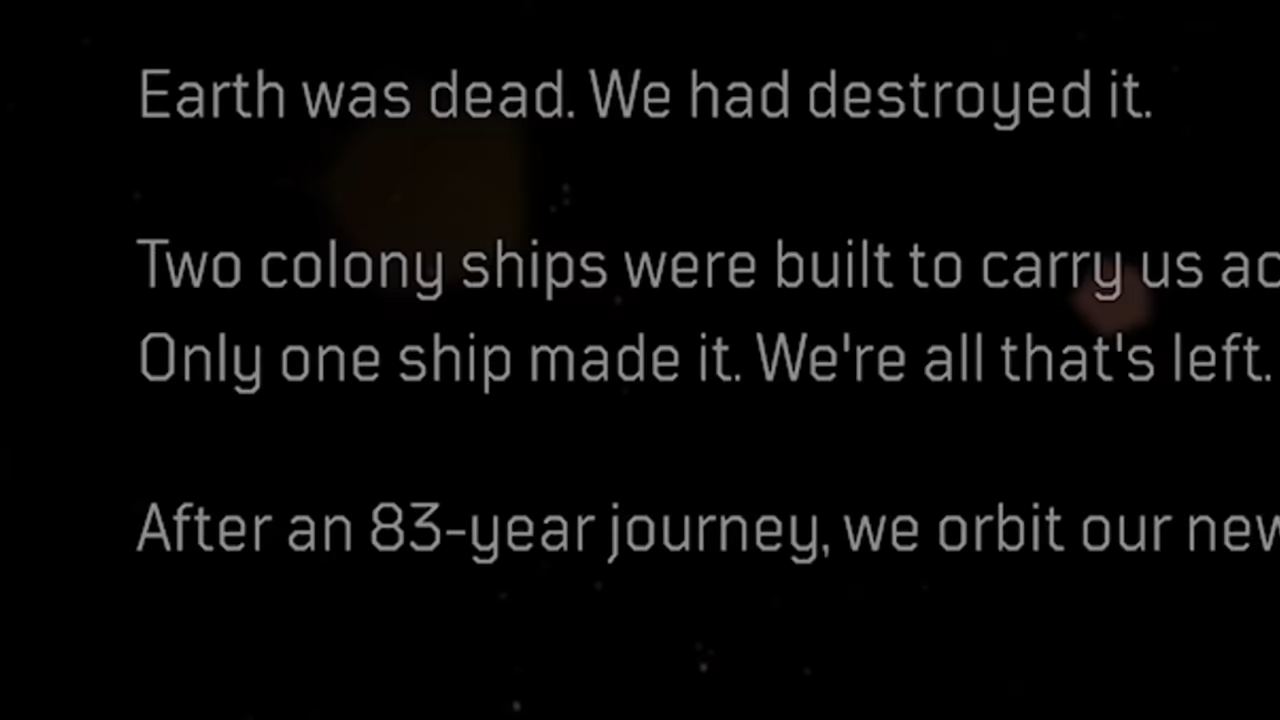 Earth was dead. We had destroyed it.
Two colony ships were built to carry us
Only one ship made it. We're all that's left.
After an 83-year journey, we orbit our